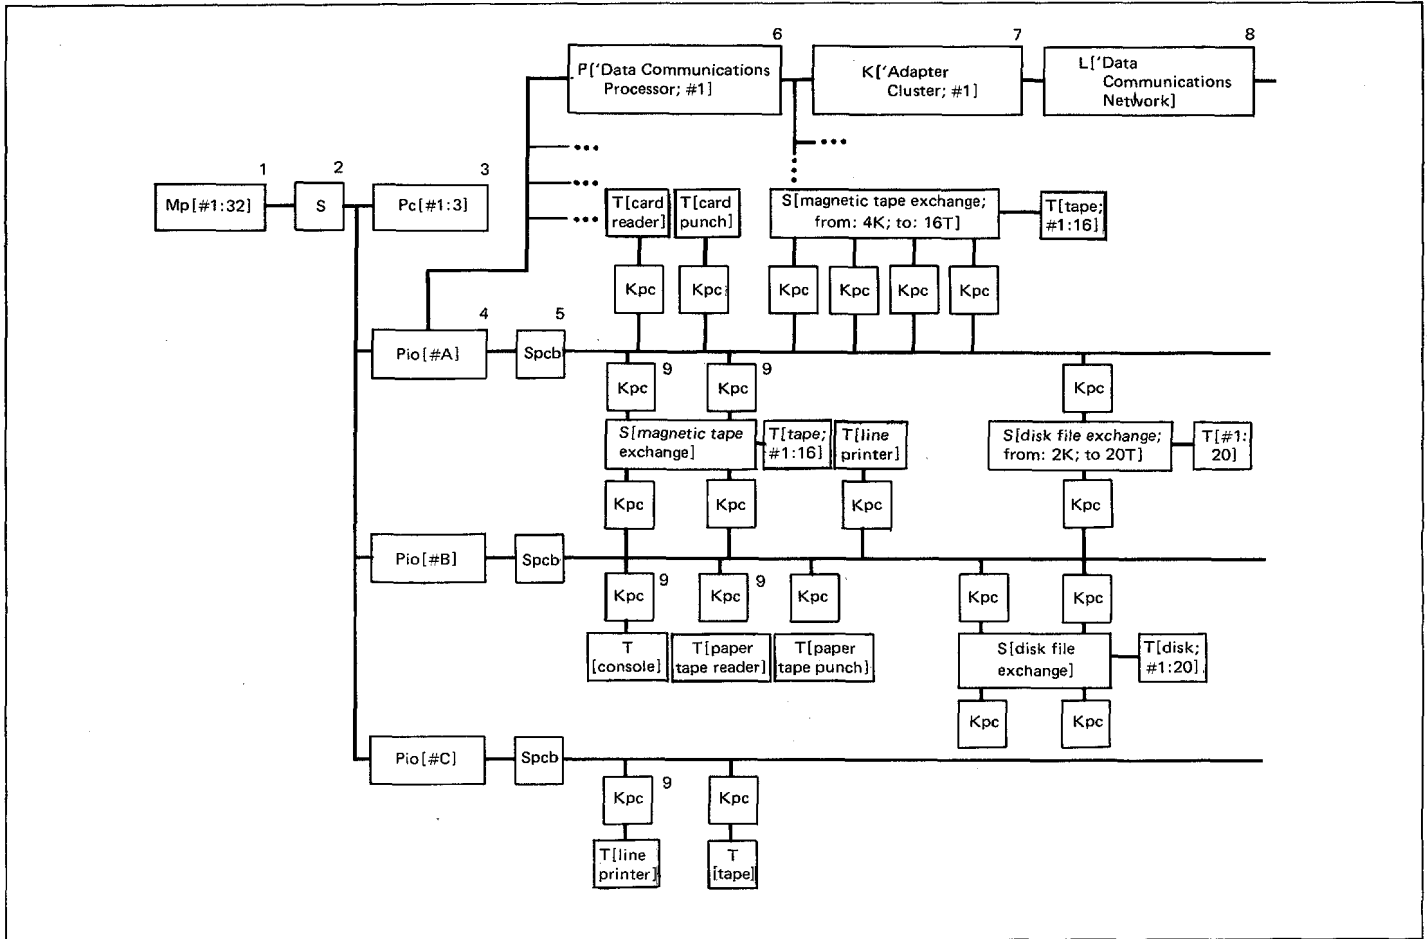 6
7
8
P['Data Communications
Processor; #1]
K['Adapter
Cluster; #1]
L['Data
Communications
Network]
1
2
3
Mp[#1:32]
S
Pc[#1:3]
T[card
reader]
T[card
punch]
S[magnetic tape exchange;
from: 4K; to: 16T]
T[tape;
#1:16]
Kpc
Kpc
Kpc
Kpc
Kpc
Kpc
4
5
Pio[#A]
Spcb
Kpc
9
Kpc
9
Kpc
S[magnetic tape
exchange]
T[tape;
#1:16]
T[line
printer]
S[disk file exchange;
from: 2K; to 20T]
T[#1:
20]
Kpc
Kpc
Kpc
Kpc
Pio[#B]
Spcb
Kpc
9
Kpc
9
Kpc
Kpc
Kpc
T
[console]
T[paper
tape reader]
T[paper
tape punch]
S[disk file
exchange]
T[disk;
#1:20]
Kpc
Kpc
Pio[#C]
Spcb
Kpc
9
Kpc
T[line
printer]
T
[tape]